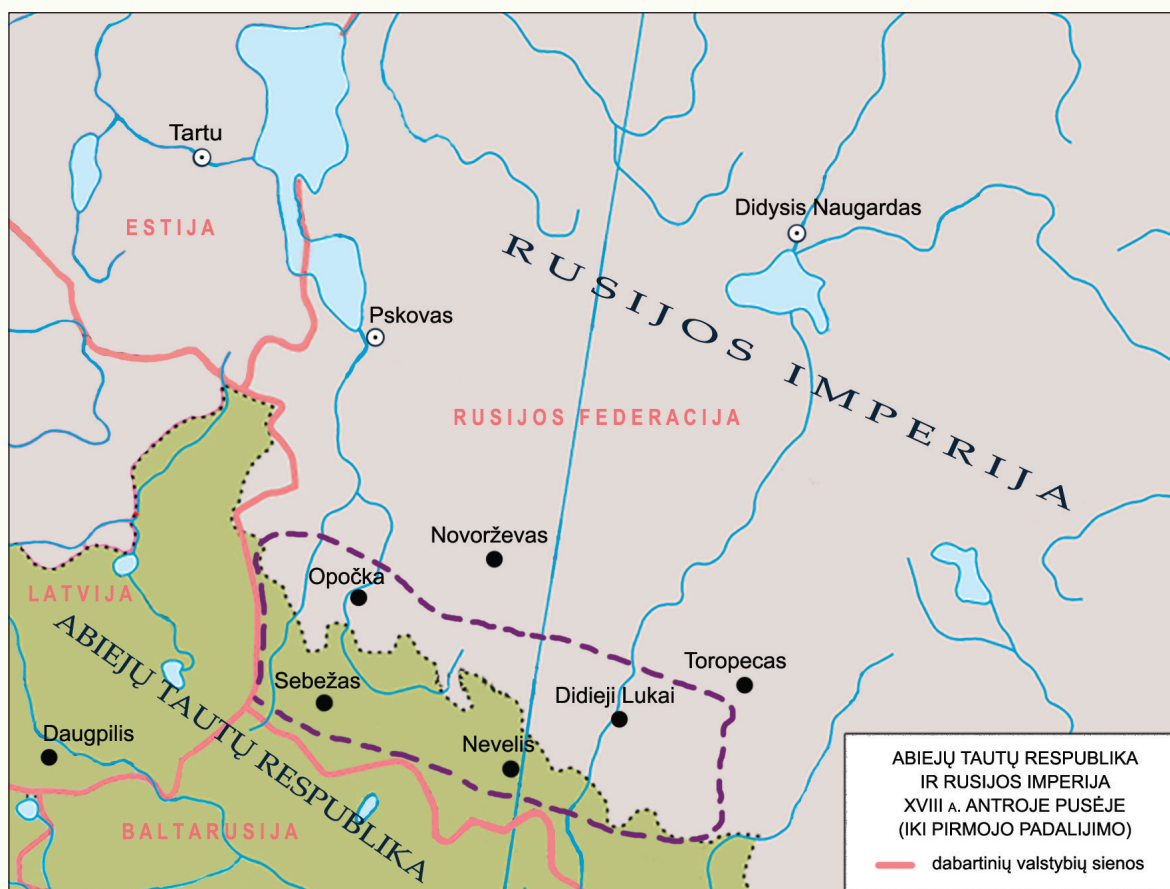 Tartu
ESTIJA
Didysis Naugardas
RUSIJOS IMPERIJA
Pskovas
RUSIJOS FEDERACIJA
Novorževas
Opočka
LATVIJA
ABIEJŲ TAUTŲ RESPUBLIKA
Sebežas
Toropecas
Didieji Lukai
Daugpilis
Nevelis
BALTARUSIJA
ABIEJŲ TAUTŲ RESPUBLIKA
IR RUSIJOS IMPERIJA
XVIII A. ANTROJE PUSĖJE
(IKI PIRMOJO PADALIJIMO)
dabartinių valstybių sienos